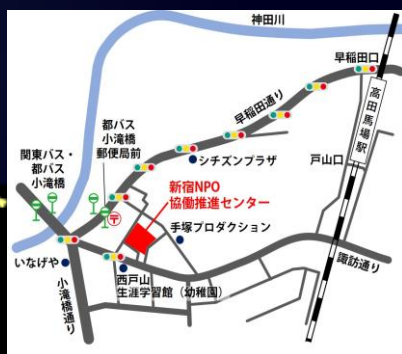 神田川
早稲田口
早稲田通り
高田馬場駅
都バス
小滝橋
郵便局前
関東バス・
都バス
小滝橋
シチズンプラザ
戸山口
新宿NPO
協働推進センター
〒
手塚プロダクション
いなげや
西戸山
生涯学習館（幼稚園）
諏訪通り
小滝橋通り